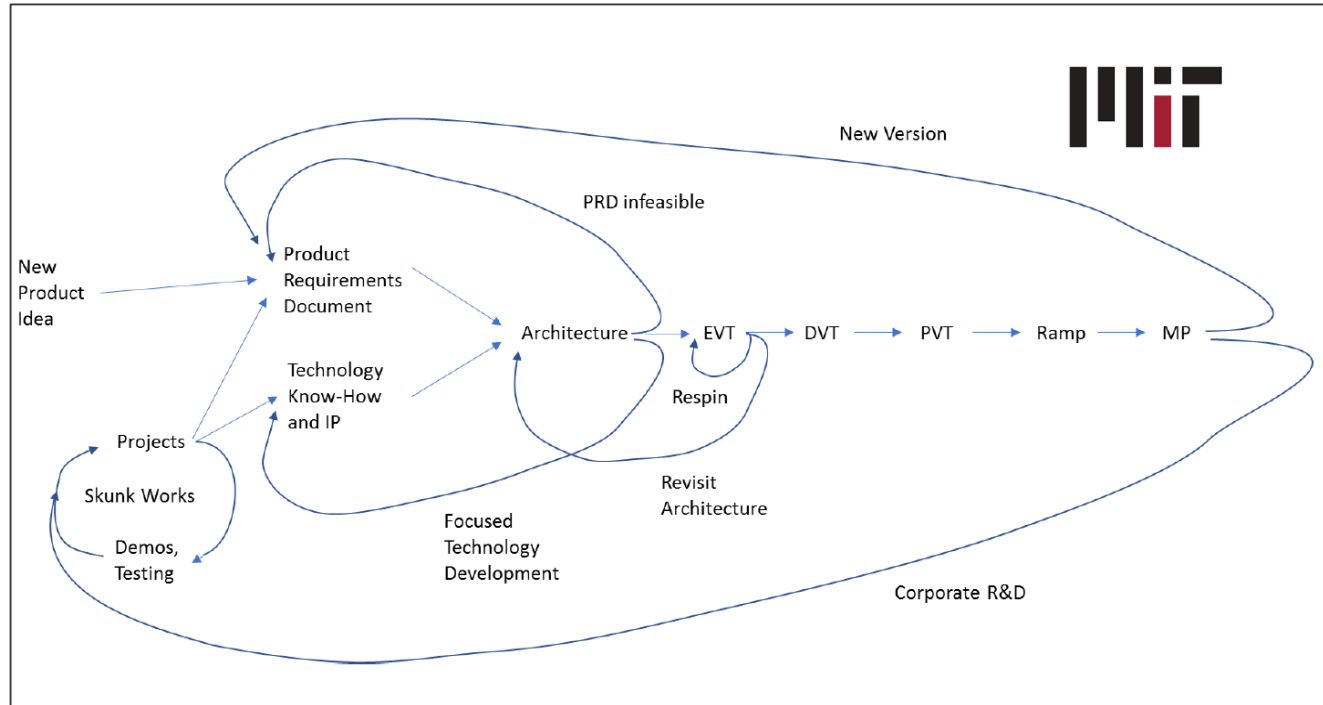 MIT
New Version
PRD infeasible
New
Product
Idea
Product
Requirements
Document
Architecture
EVT
DVT
PVT
Ramp
MP
Technology
Know-How
and IP
Respin
Projects
Skunk Works
Demos,
Testing
Revisit
Architecture
Focused
Technology
Development
Corporate R&D